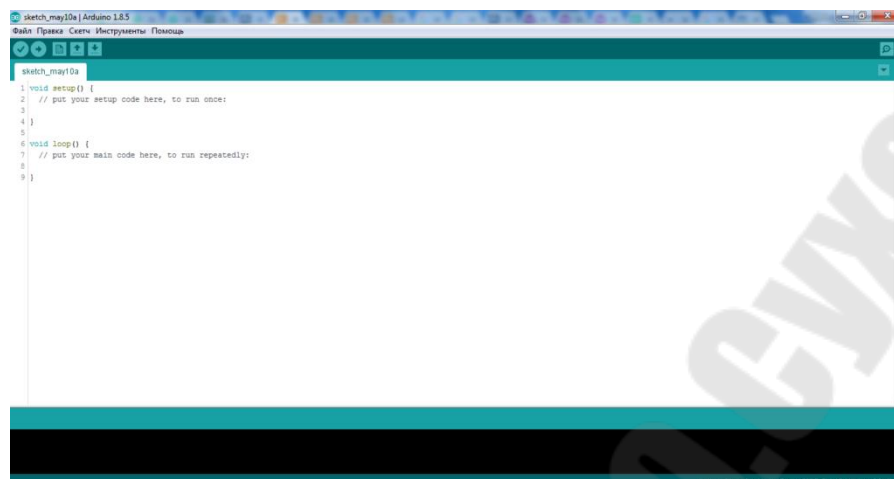 sketch_may10a | Arduino 1.8.5
Файл Правка Скетч Инструменты Помощь
sketch_may10a
1 void setup() {
2   // put your setup code here, to run once:
3
4 }
5
6 void loop() {
7   // put your main code here, to run repeatedly:
8
9 }